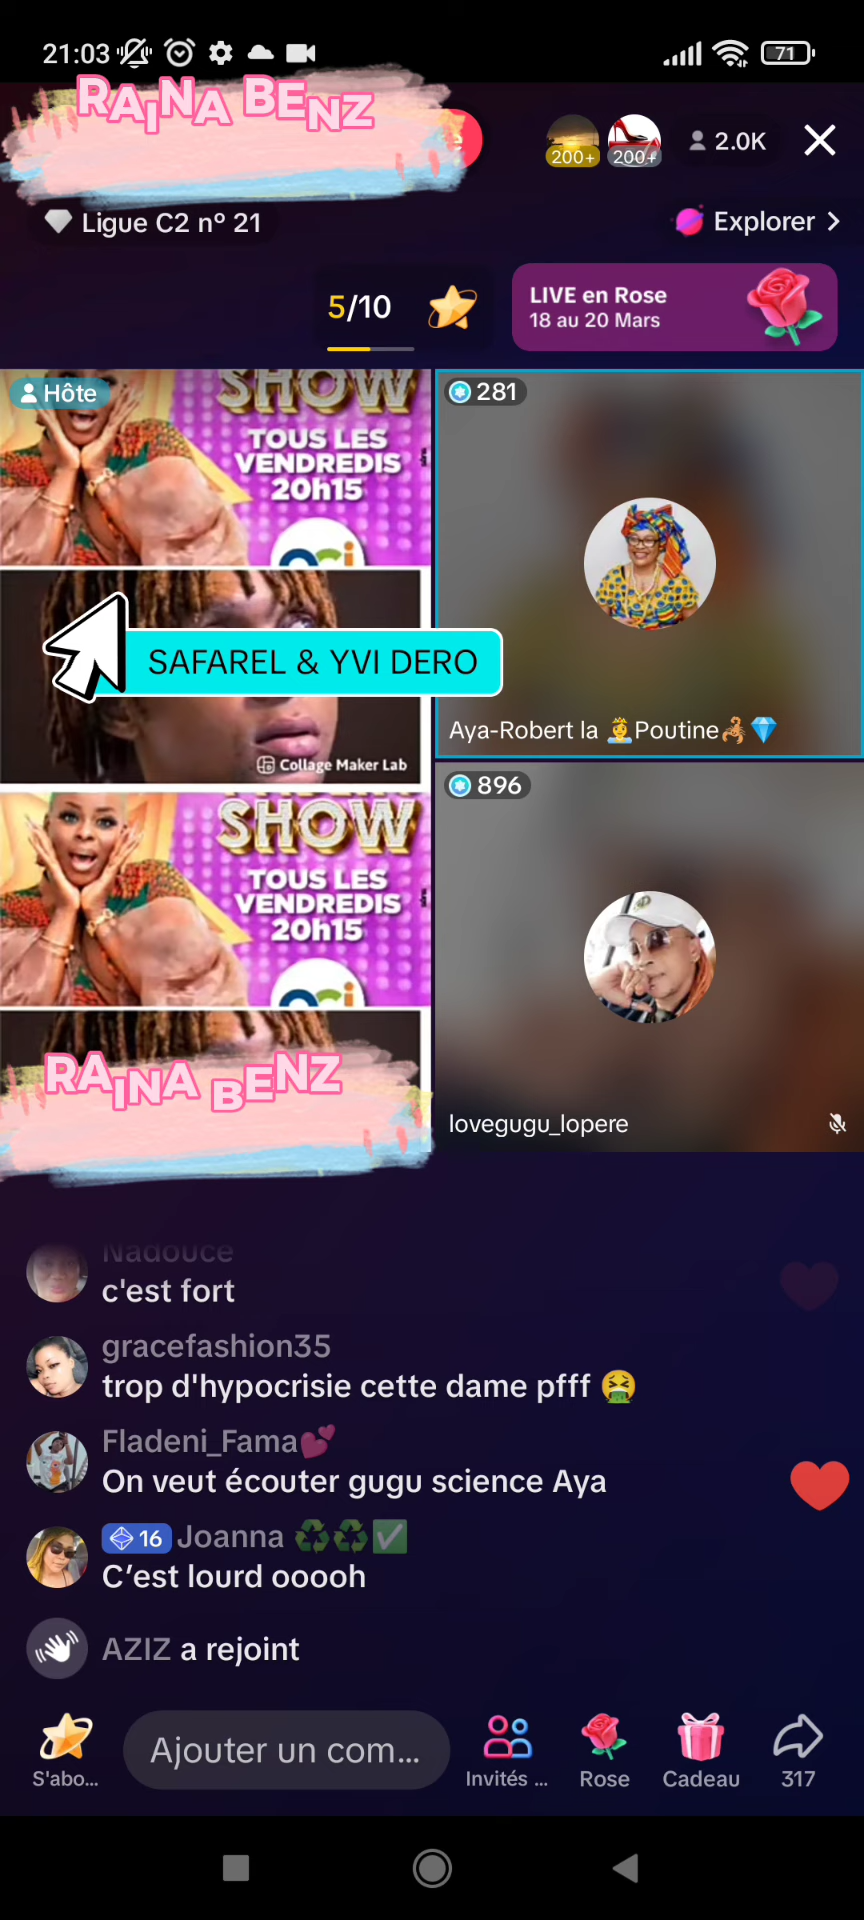 21:03
71
RAINA BENZ
200+
200+
2.0K
Ligue C2 nº 21
Explorer
5/10
LIVE en Rose
18 au 20 Mars
Hôte
SHOW
TOUS LES
VENDREDIS
20h15
281
SAFAREL & YVI DERO
Collage Maker Lab
Aya-Robert la 👸Poutine🦂💎
896
SHOW
TOUS LES
VENDREDIS
20h15
RAINA BENZ
lovegugu_lopere
Nadouce
c'est fort
gracefashion35
trop d'hypocrisie cette dame pfff 🤮
Fladeni_Fama💕
On veut écouter gugu science Aya
16 Joanna ♻️♻️✅
C’est lourd ooooh
AZIZ a rejoint
S'abo...
Ajouter un com...
Invités ...
Rose
Cadeau
317